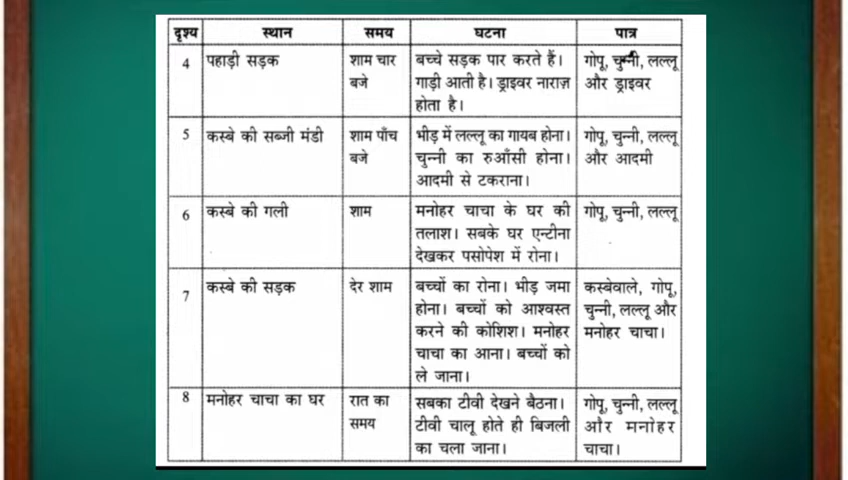 दृश्य स्थान समय घटना पात्र
4 पहाड़ी सड़क शाम चार बच्चे सड़क पार करते हैं। गोपू, चुन्नी, लल्लू
बजे गाड़ी आती है। ड्राइवर नाराज़ और ड्राइवर
होता है।
5 कस्बे की सब्जी मंडी शाम पाँच भीड़ में लल्लू का गायब होना। गोपू, चुन्नी, लल्लू
बजे चुन्नी का रुआँसी होना। और आदमी
आदमी से टकराना।
6 कस्बे की गली शाम मनोहर चाचा के घर की गोपू, चुन्नी, लल्लू
तलाश। सबके घर एन्टीना
देखकर पसोपेश में रोना।
7 कस्बे की सड़क देर शाम बच्चों का रोना। भीड़ जमा कस्बेवाले, गोपू,
होना। बच्चों को आश्वस्त चुन्नी, लल्लू और
करने की कोशिश। मनोहर मनोहर चाचा।
चाचा का आना। बच्चों को
ले जाना।
8 मनोहर चाचा का घर रात का सबका टीवी देखने बैठना। गोपू, चुन्नी, लल्लू
समय टीवी चालू होते ही बिजली और मनोहर
का चला जाना। चाचा।